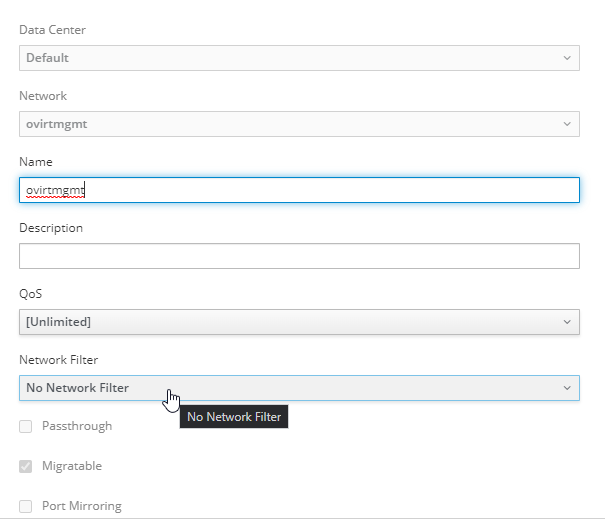 Data Center
Default
Network
ovirtmgmt
Name
ovirtmgmt
Description
QoS
[Unlimited]
Network Filter
No Network Filter
No Network Filter
Passthrough
Migratable
Port Mirroring